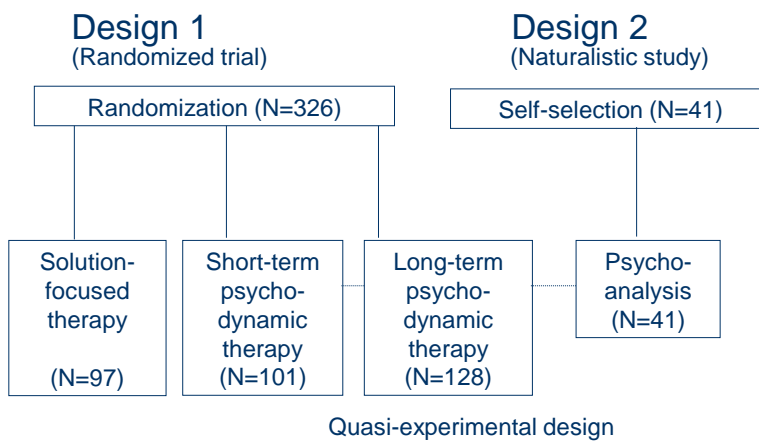 Design 1
(Randomized trial)
Design 2
(Naturalistic study)
Randomization (N=326)
Self-selection (N=41)
Solution-
focused
therapy
(N=97)
Short-term
psycho-
dynamic
therapy
(N=101)
Long-term
psycho-
dynamic
therapy
(N=128)
Psycho-
analysis
(N=41)
Quasi-experimental design